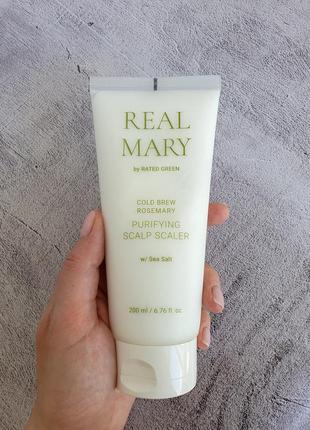 REAL
MARY
by RATED GREEN
COLD BREW
ROSEMARY
PURIFYING
SCALP SCALER
w/ Sea Salt
200 ml / 6.76 fl. oz